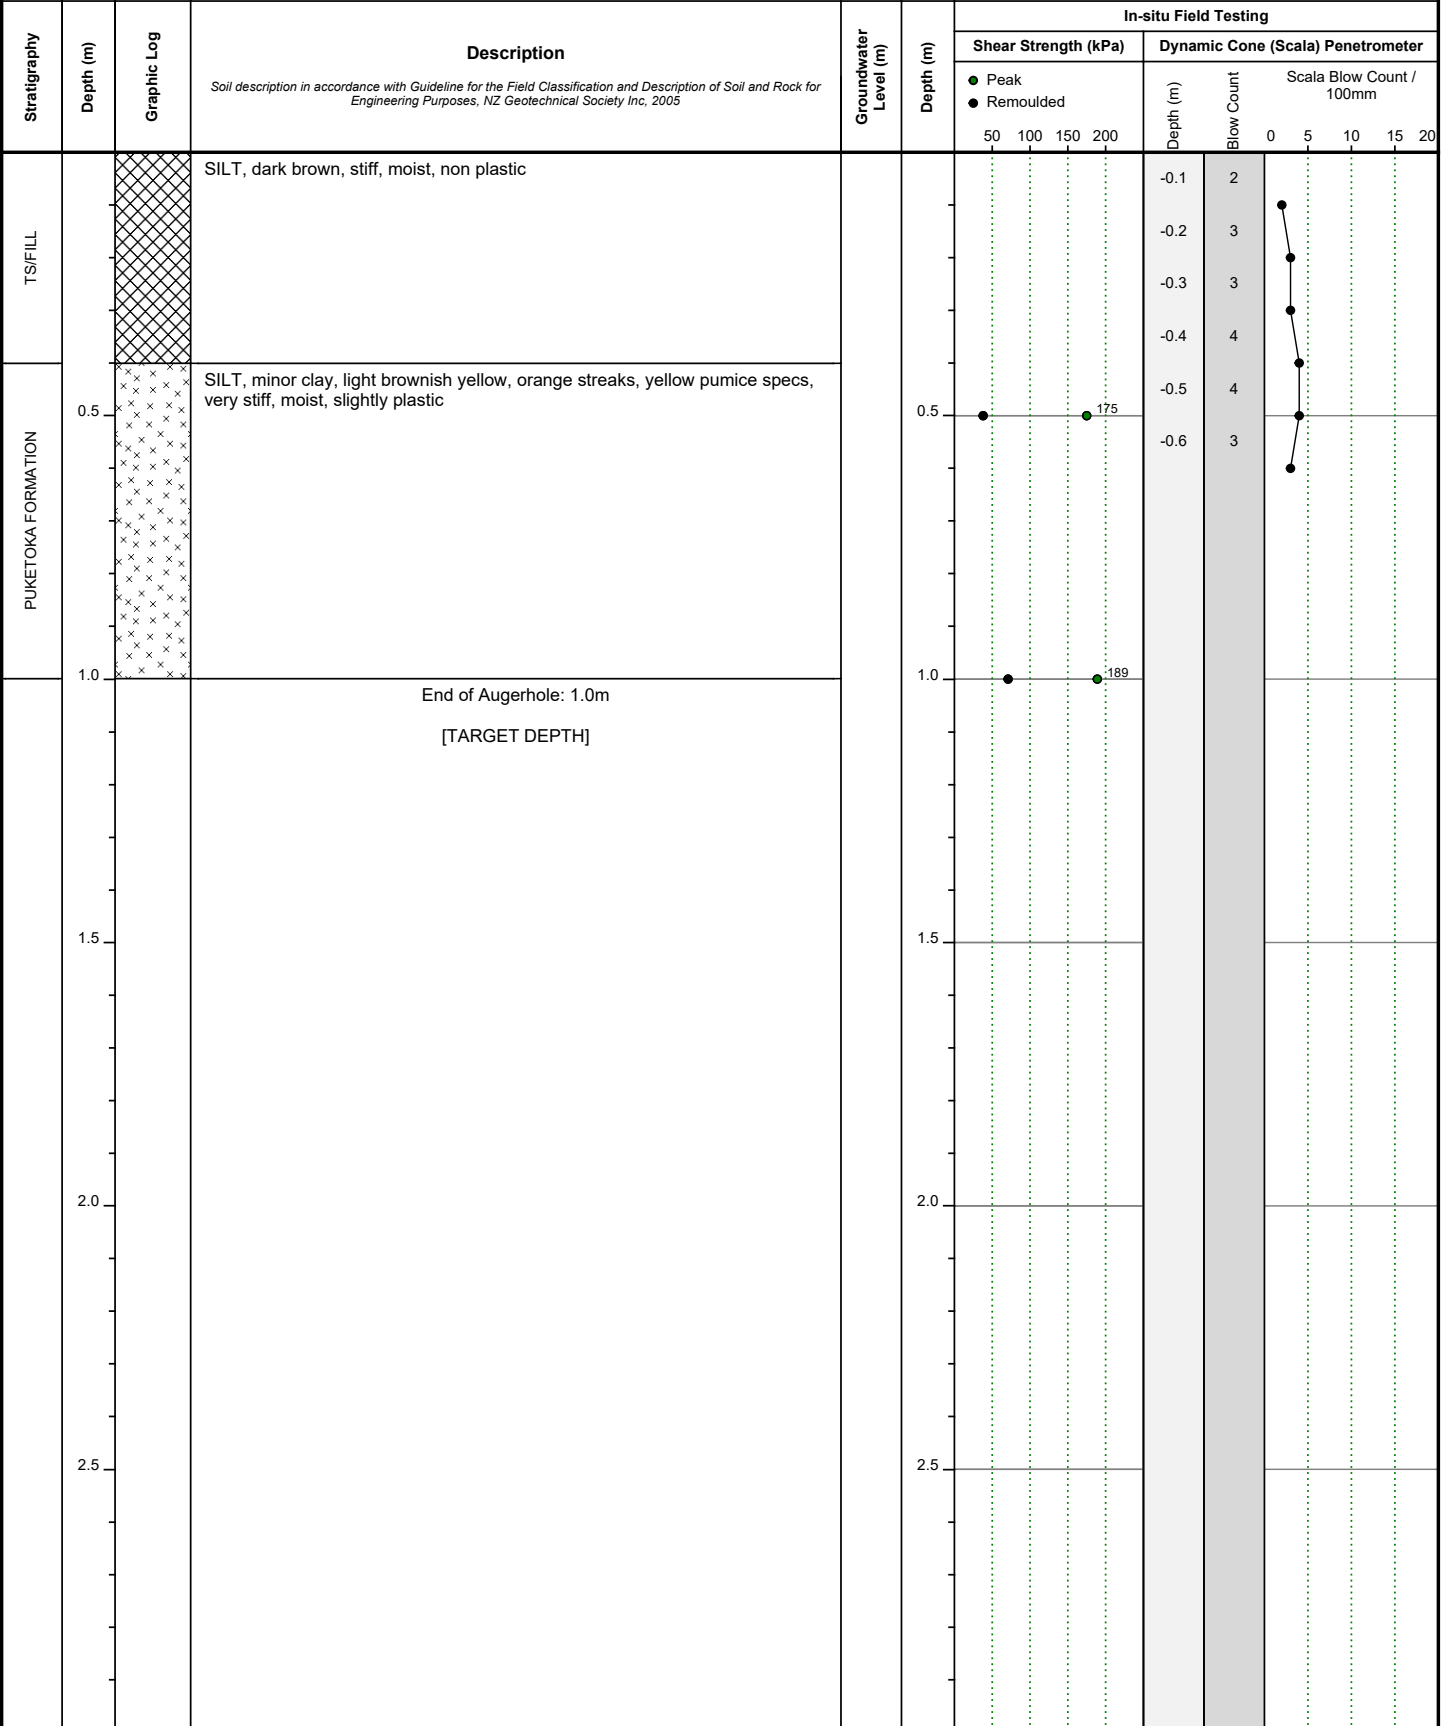 In-situ Field Testing
Stratigraphy
Depth (m)
Graphic Log
Description
Soil description in accordance with Guideline for the Field Classification and Description of Soil and Rock for
Engineering Purposes, NZ Geotechnical Society Inc, 2005
Groundwater
Level (m)
Depth (m)
Shear Strength (kPa)
Peak
Remoulded
50 100 150 200
Dynamic Cone (Scala) Penetrometer
Depth (m)
Blow Count
Scala Blow Count /
100mm
0 5 10 15 20
TS/FILL
SILT, dark brown, stiff, moist, non plastic
-0.1 2
-0.2 3
-0.3 3
-0.4 4
PUKETOKA FORMATION
SILT, minor clay, light brownish yellow, orange streaks, yellow pumice specs,
very stiff, moist, slightly plastic
-0.5 4
0.5 0.5 175
-0.6 3
1.0 1.0 189
End of Augerhole: 1.0m
[TARGET DEPTH]
1.5 1.5
2.0 2.0
2.5 2.5